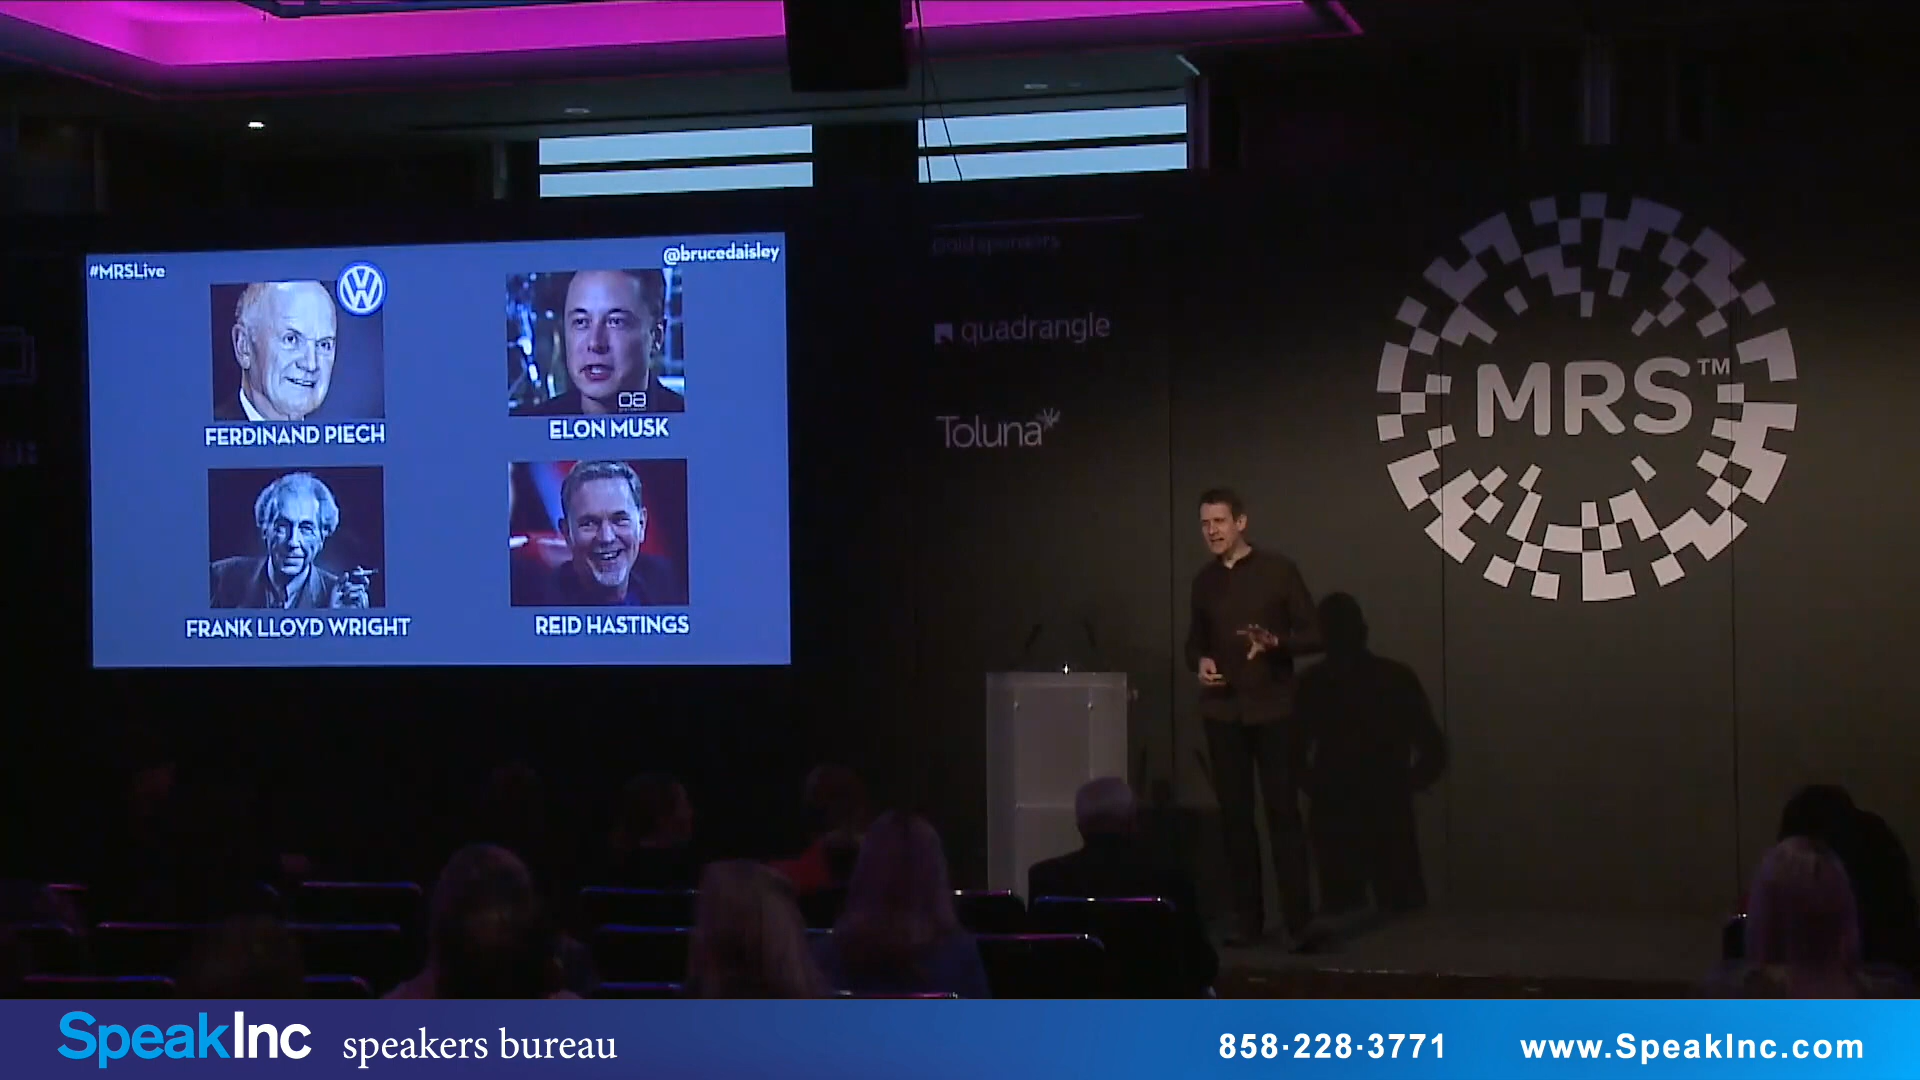 #MRSLive
@brucedaisley
FERDINAND PIECH
ELON MUSK
FRANK LLOYD WRIGHT
REID HASTINGS
quadrangle
Toluna
MRS™
SpeakInc speakers bureau
858·228·3771
www.SpeakInc.com